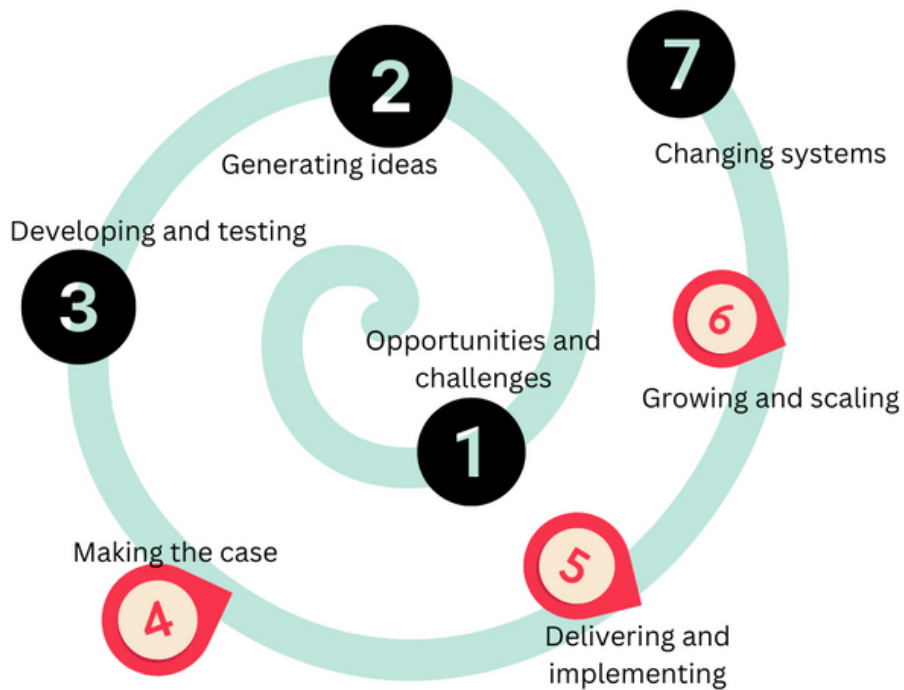 1
Opportunities and
challenges
2
Generating ideas
3
Developing and testing
4
Making the case
5
Delivering and
implementing
6
Growing and scaling
7
Changing systems